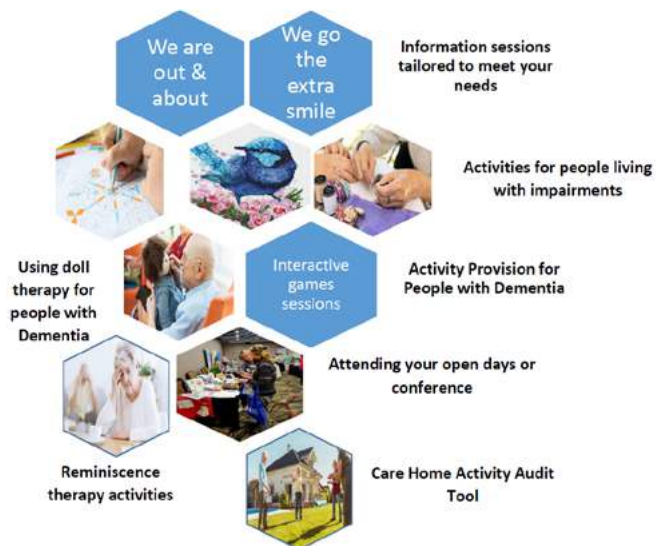 We are
out &
about
We go
the
extra
smile
Information sessions
tailored to meet your
needs
Activities for people living
with impairments
Using doll
therapy for
people with
Dementia
Interactive
games
sessions
Activity Provision for
People with Dementia
Attending your open days or
conference
Reminiscence
therapy activities
Care Home Activity Audit
Tool